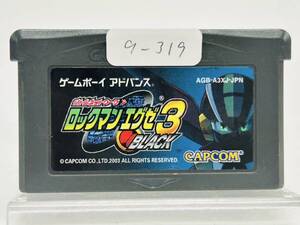 9-319
ゲームボーイ アドバンス
AGB-A3XJ-JPN
ロックマン エグゼ3
BLACK
© CAPCOM CO., LTD. 2003 ALL RIGHTS RESERVED.
CAPCOM